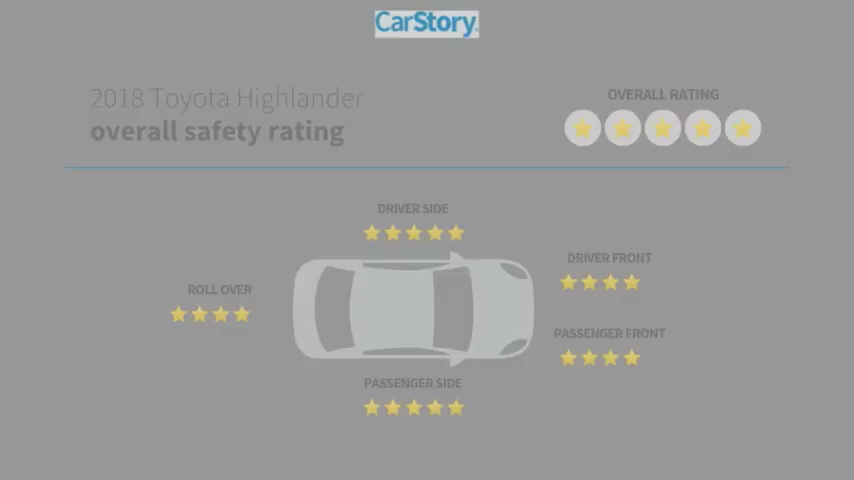 CarStory.
2018 Toyota Highlander
overall safety rating
OVERALL RATING
DRIVER SIDE
DRIVER FRONT
ROLL OVER
PASSENGER FRONT
PASSENGER SIDE